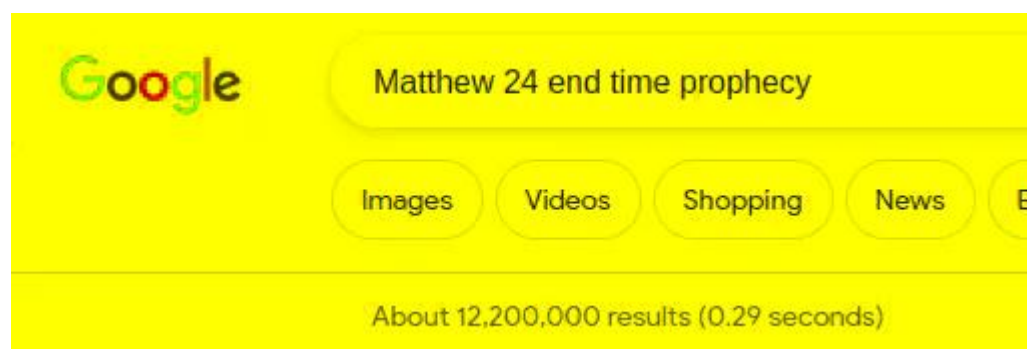 Google Matthew 24 end time prophecy
Images Videos Shopping News
About 12,200,000 results (0.29 seconds)